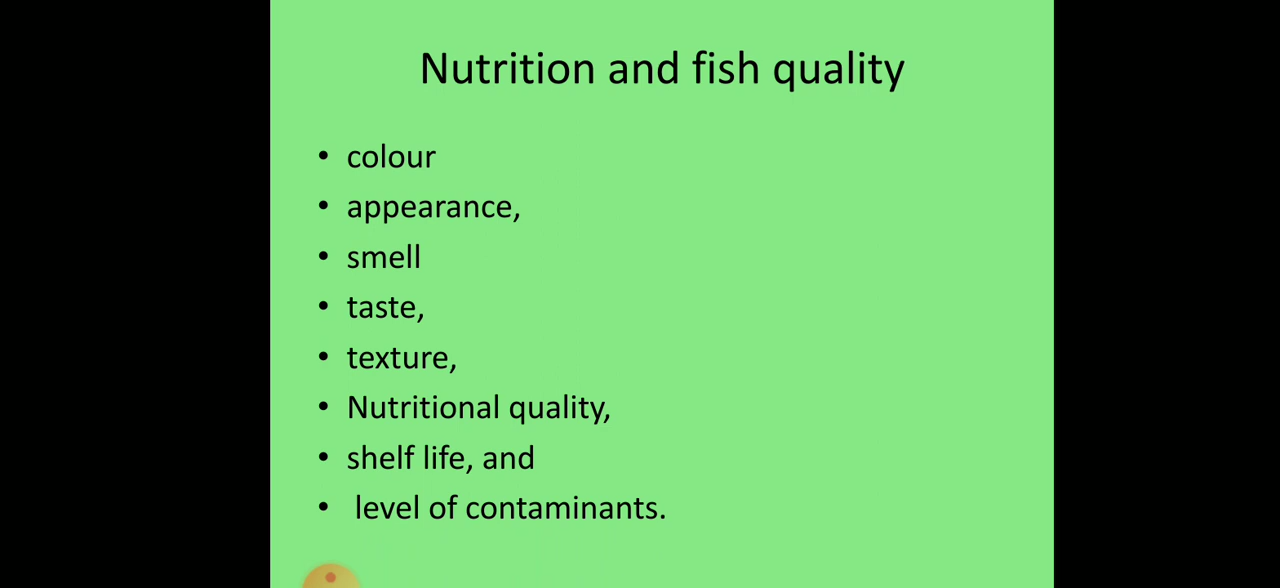 Nutrition and fish quality
• colour
• appearance,
• smell
• taste,
• texture,
• Nutritional quality,
• shelf life, and
• level of contaminants.